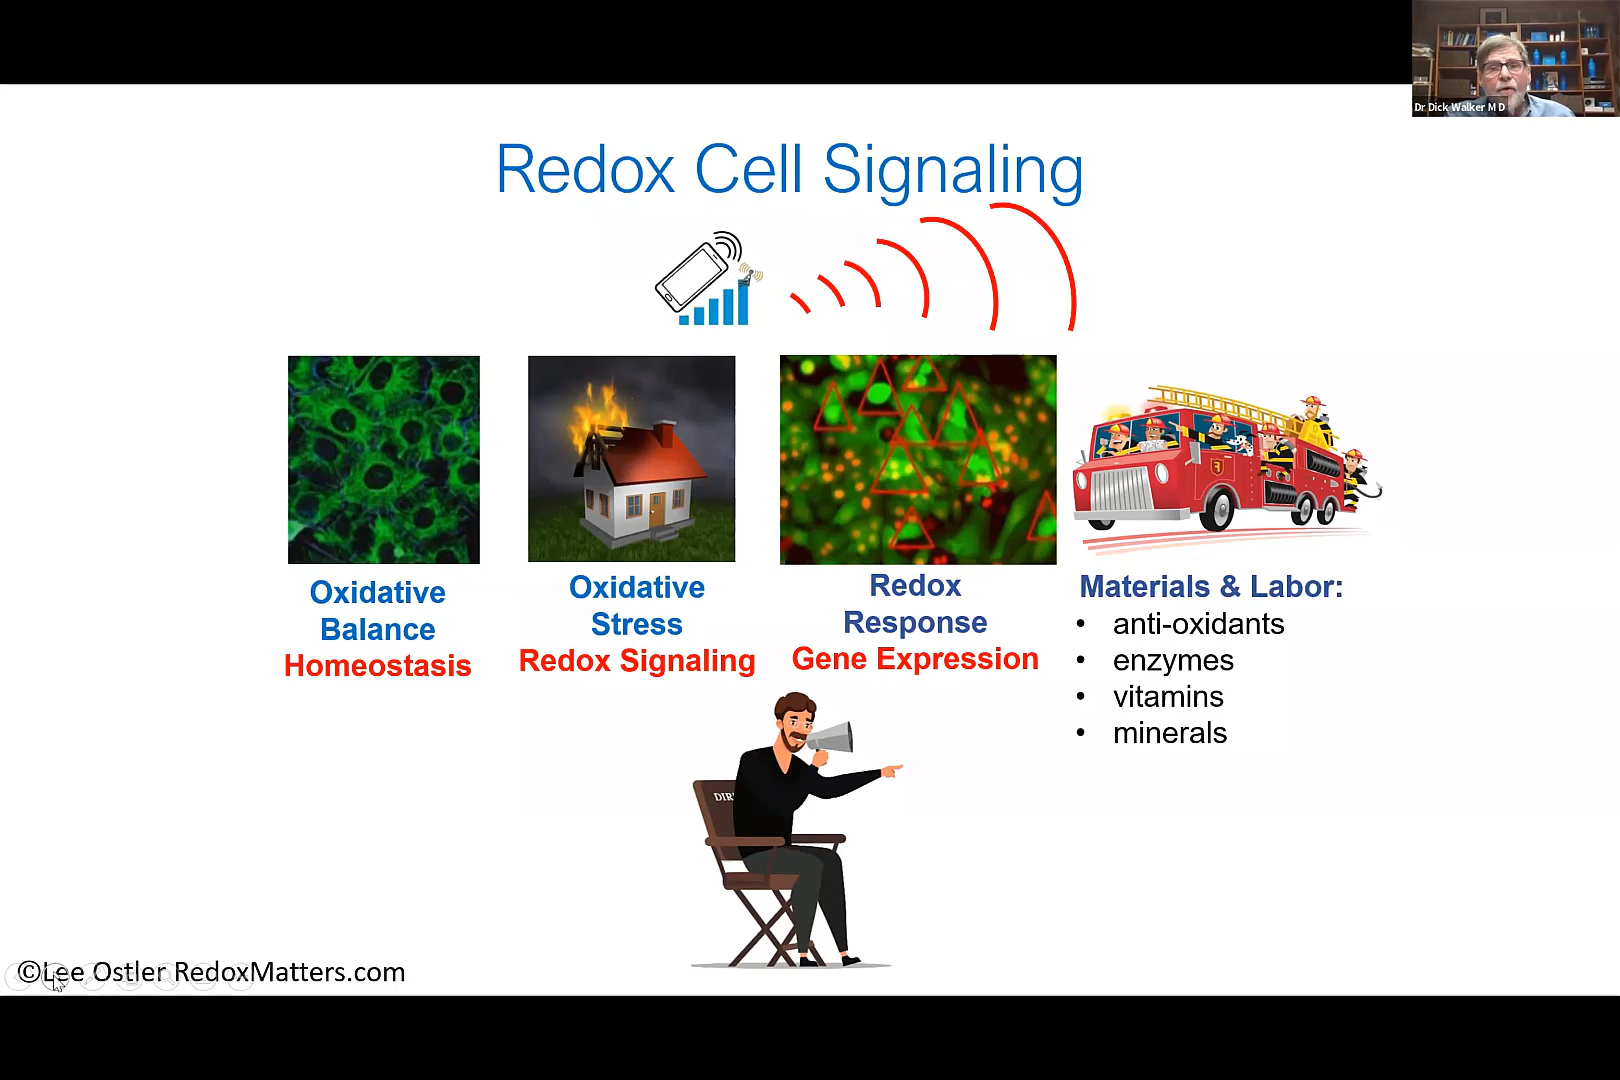 Dr Dick Walker M D
Redox Cell Signaling
Oxidative
Balance
Homeostasis
Oxidative
Stress
Redox Signaling
Redox
Response
Gene Expression
Materials & Labor:
• anti-oxidants
• enzymes
• vitamins
• minerals
DIR
F
©Lee Ostler RedoxMatters.com